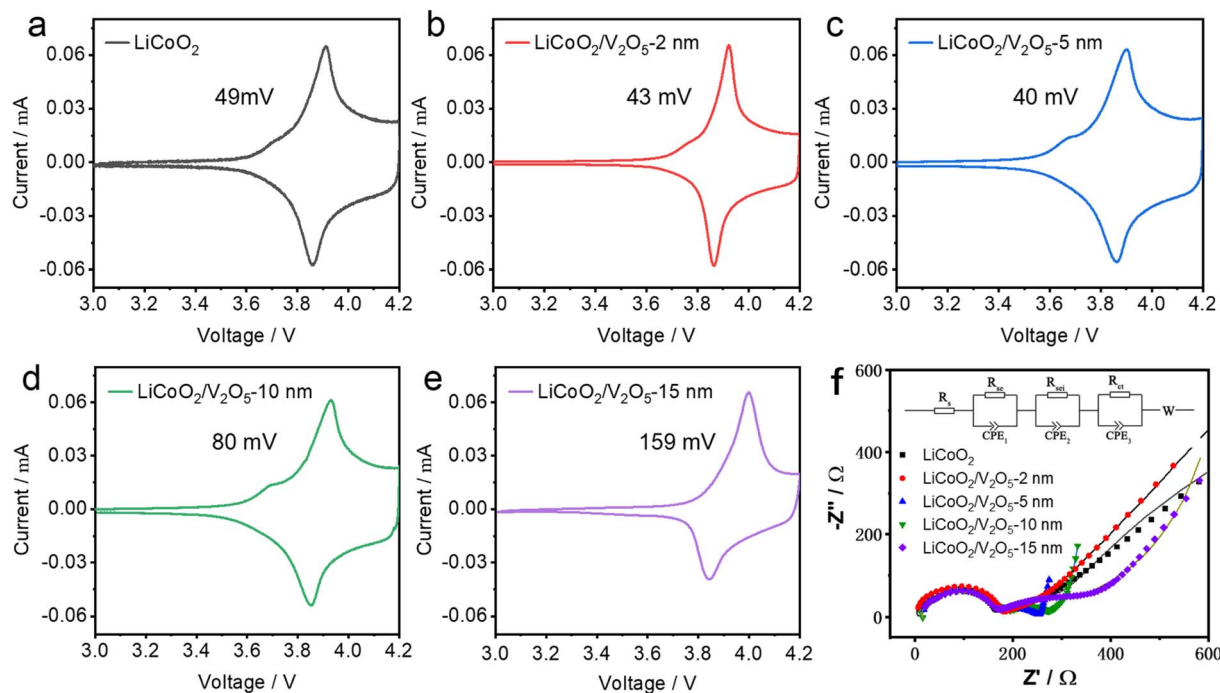 a
LiCoO₂
49mV
0.06
0.03
0.00
-0.03
-0.06
Current / mA
3.0 3.2 3.4 3.6 3.8 4.0 4.2
Voltage / V
b
LiCoO₂/V₂O₅-2 nm
43 mV
0.06
0.03
0.00
-0.03
-0.06
Current / mA
3.0 3.2 3.4 3.6 3.8 4.0 4.2
Voltage / V
c
LiCoO₂/V₂O₅-5 nm
40 mV
0.06
0.03
0.00
-0.03
-0.06
Current / mA
3.0 3.2 3.4 3.6 3.8 4.0 4.2
Voltage / V
d
LiCoO₂/V₂O₅-10 nm
80 mV
0.06
0.03
0.00
-0.03
-0.06
Current / mA
3.0 3.2 3.4 3.6 3.8 4.0 4.2
Voltage / V
e
LiCoO₂/V₂O₅-15 nm
159 mV
0.06
0.03
0.00
-0.03
-0.06
Current / mA
3.0 3.2 3.4 3.6 3.8 4.0 4.2
Voltage / V
f
Rₛ Rₛₑ Rₛₑᵢ R_ct W
CPE₁ CPE₂ CPE₃
LiCoO₂
LiCoO₂/V₂O₅-2 nm
LiCoO₂/V₂O₅-5 nm
LiCoO₂/V₂O₅-10 nm
LiCoO₂/V₂O₅-15 nm
600
400
200
0
-Z" / Ω
0 200 400 600
Z' / Ω